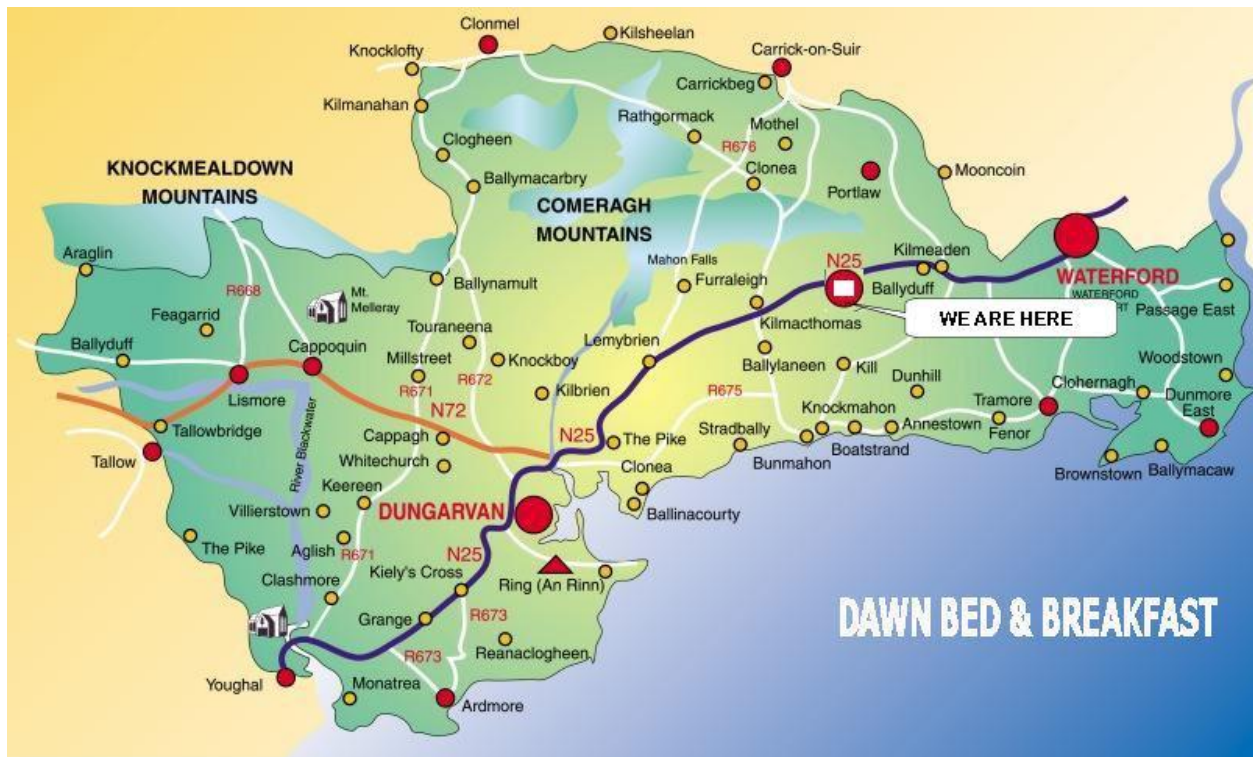 Clonmel
Kilsheelan
Knocklofty
Carrick-on-Suir
Carrickbeg
Kilmanahan
Rathgormack
Mothel
Clogheen
R676
KNOCKMEALDOWN
MOUNTAINS
Ballymacarbry
Clonea
Portlaw
Mooncoin
COMERAGH
MOUNTAINS
Araglin
Mahon Falls
Furraleigh
N25
Kilmeaden
Ballyduff
WATERFORD
WATERFORD
Ballynamult
R668
Mt.
Melleray
Feagarrid
Touraneena
Kilmacthomas
WE ARE HERE
Passage East
Ballyduff
Cappoquin
Millstreet
Knockboy
Lemybrien
R671
R672
Kilbrien
R675
Ballylaneen
Kill
Dunhill
Clohernagh
Woodstown
Lismore
N72
Knockmahon
Tramore
Dunmore
East
Tallowbridge
Cappagh
N25
The Pike
Stradbally
Annestown
Fenor
Tallow
Whitechurch
Clonea
Bunmahon
Boatstrand
Brownstown
Ballymacaw
River Blackwater
Keereen
Villierstown
DUNGARVAN
Ballinacourty
The Pike
Aglish
R671
N25
Clashmore
Kiely's Cross
Ring (An Rinn)
Grange
R673
DAWN BED & BREAKFAST
R673
Reanaclogheen
Youghal
Monatrea
Ardmore